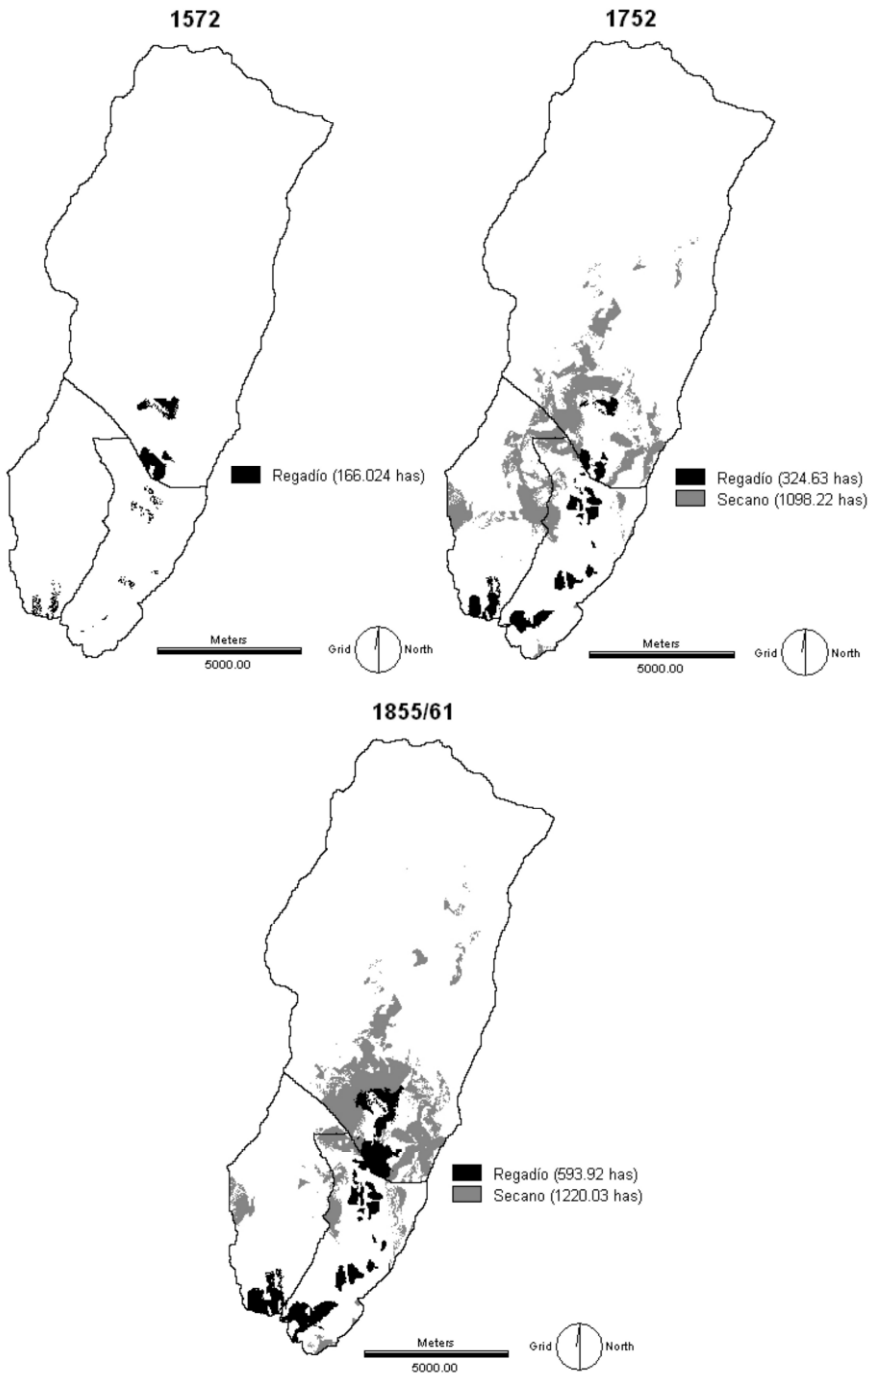 1572
Regadío (166.024 has)
Meters
5000.00
Grid North
1752
Regadío (324.63 has)
Secano (1098.22 has)
Meters
5000.00
Grid North
1855/61
Regadío (593.92 has)
Secano (1220.03 has)
Meters
5000.00
Grid North